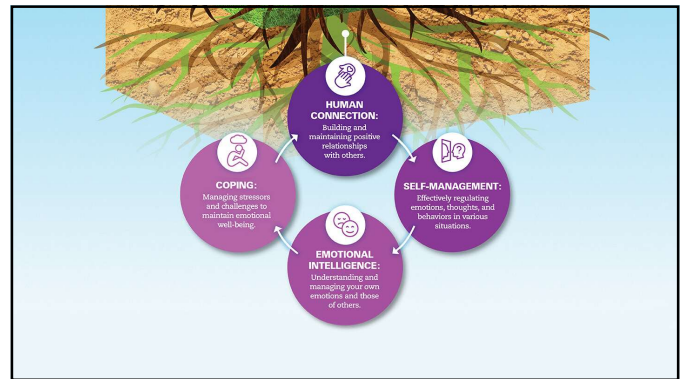 HUMAN
CONNECTION:
Building and
maintaining positive
relationships
with others.
SELF-MANAGEMENT:
Effectively regulating
emotions, thoughts, and
behaviors in various
situations.
EMOTIONAL
INTELLIGENCE:
Understanding and
managing your own
emotions and those
of others.
COPING:
Managing stressors
and challenges to
maintain emotional
well-being.